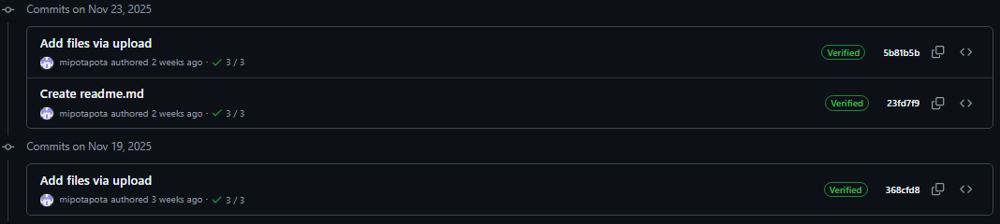 Commits on Nov 23, 2025
Add files via upload
mipotapota authored 2 weeks ago · 3 / 3
Verified
5b81b5b
Create readme.md
mipotapota authored 2 weeks ago · 3 / 3
Verified
23fd7f9
Commits on Nov 19, 2025
Add files via upload
mipotapota authored 3 weeks ago · 3 / 3
Verified
368cfd8